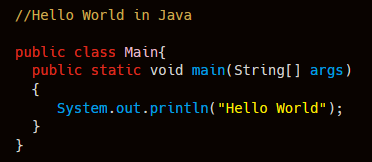 //Hello World in Java
public class Main{
  public static void main(String[] args)
  {
     System.out.println("Hello World");
  }
}